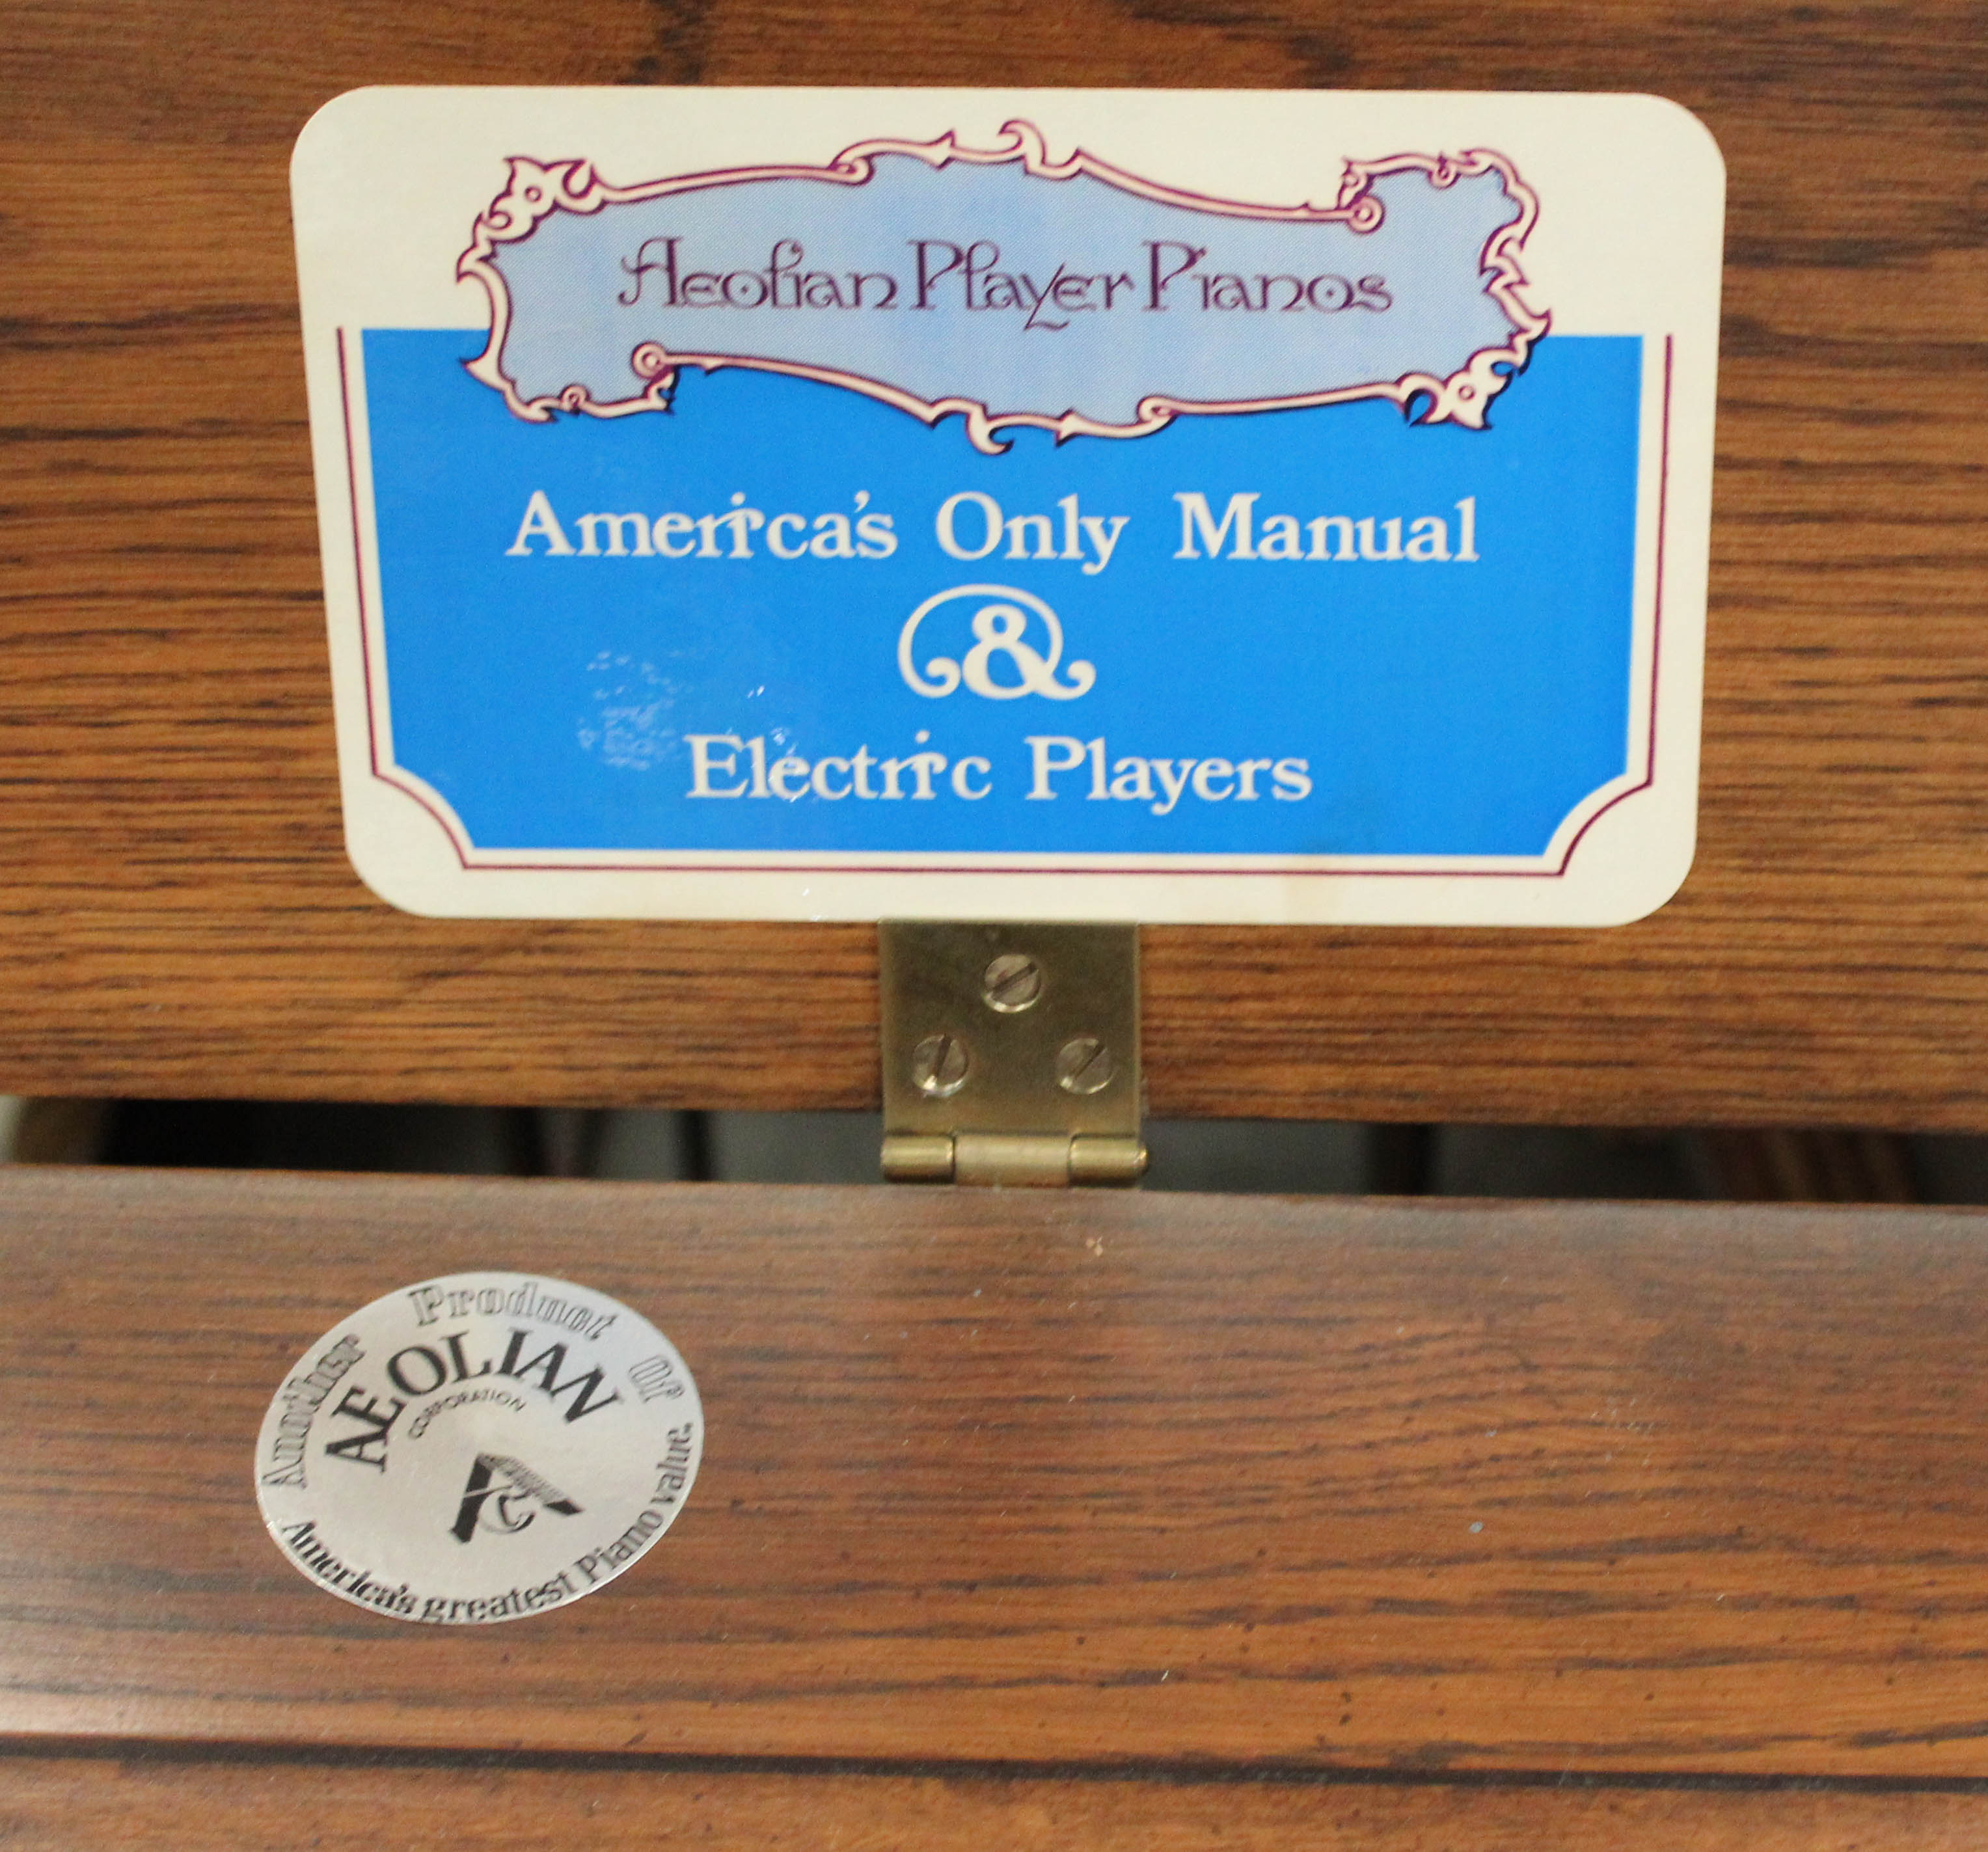 Aeolian Player Pianos
America's Only Manual
&
Electric Players
Another Product of
AEOLIAN
CORPORATION
America's greatest Piano value.